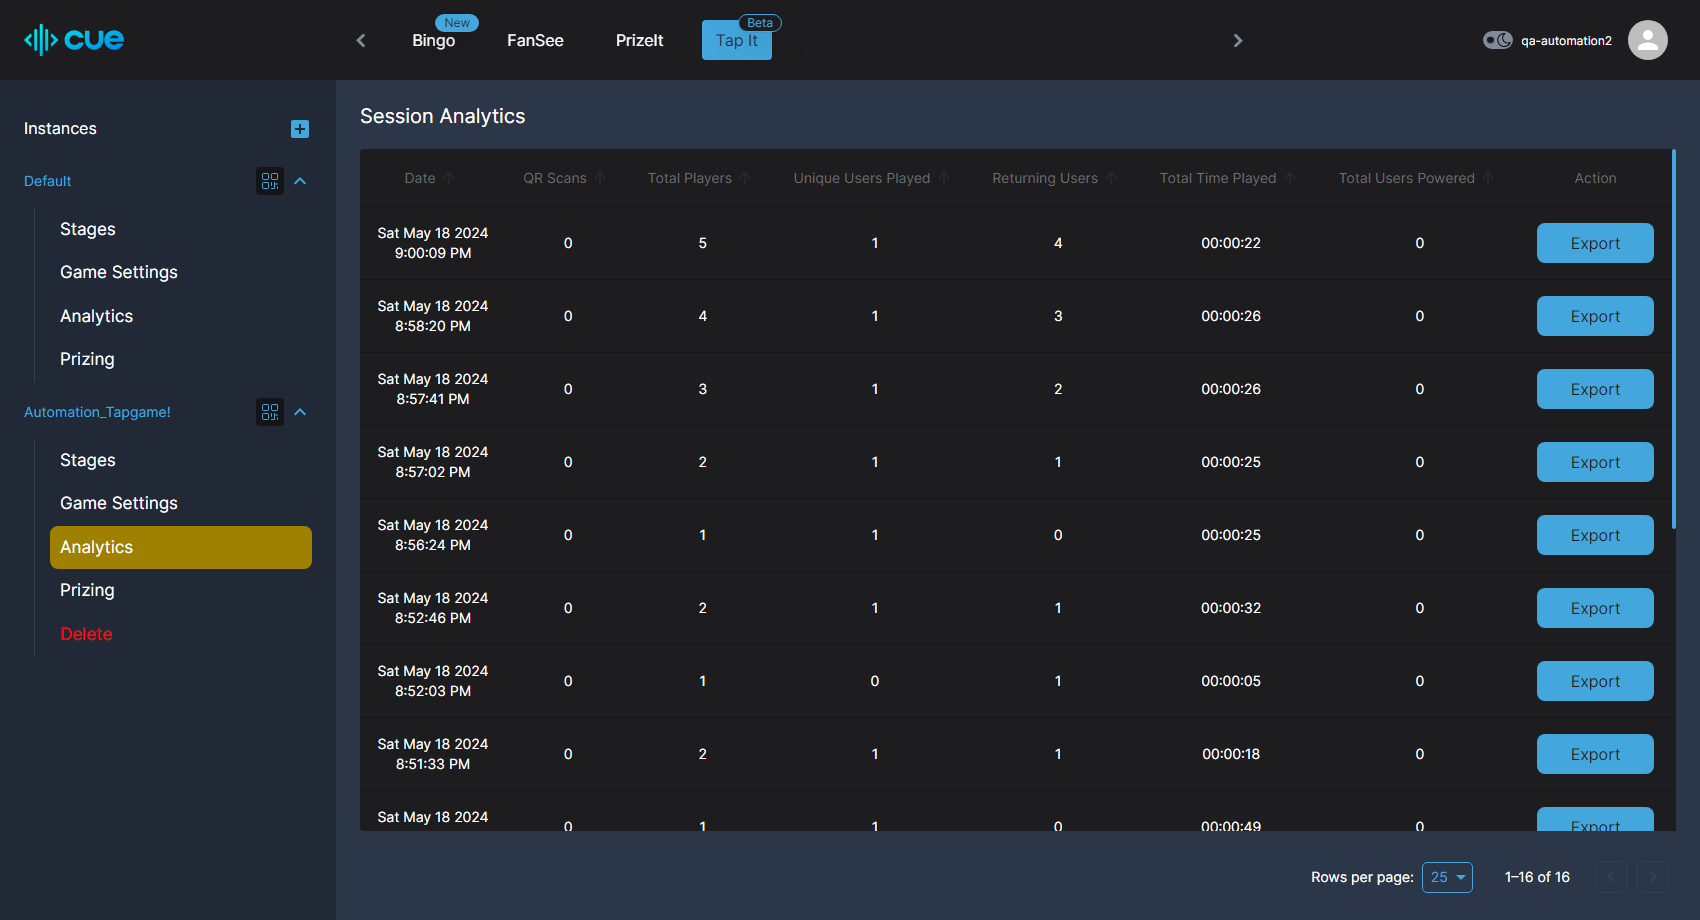 cue
Bingo
New
FanSee
PrizeIt
Tap It
Beta
qa-automation2
Instances
Default
Stages
Game Settings
Analytics
Prizing
Automation_Tapgame!
Stages
Game Settings
Analytics
Prizing
Delete
Session Analytics
Date QR Scans Total Players Unique Users Played Returning Users Total Time Played Total Users Powered Action
Sat May 18 2024
9:00:09 PM 0 5 1 4 00:00:22 0 Export
Sat May 18 2024
8:58:20 PM 0 4 1 3 00:00:26 0 Export
Sat May 18 2024
8:57:41 PM 0 3 1 2 00:00:26 0 Export
Sat May 18 2024
8:57:02 PM 0 2 1 1 00:00:25 0 Export
Sat May 18 2024
8:56:24 PM 0 1 1 0 00:00:25 0 Export
Sat May 18 2024
8:52:46 PM 0 2 1 1 00:00:32 0 Export
Sat May 18 2024
8:52:03 PM 0 1 0 1 00:00:05 0 Export
Sat May 18 2024
8:51:33 PM 0 2 1 1 00:00:18 0 Export
Sat May 18 2024
0 1 1 0 00:00:49 0 Export
Rows per page: 25 1–16 of 16